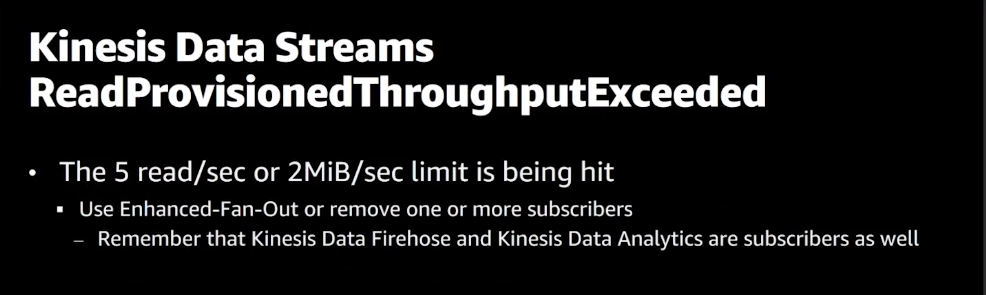 Kinesis Data Streams
ReadProvisionedThroughputExceeded
• The 5 read/sec or 2MiB/sec limit is being hit
▪ Use Enhanced-Fan-Out or remove one or more subscribers
– Remember that Kinesis Data Firehose and Kinesis Data Analytics are subscribers as well